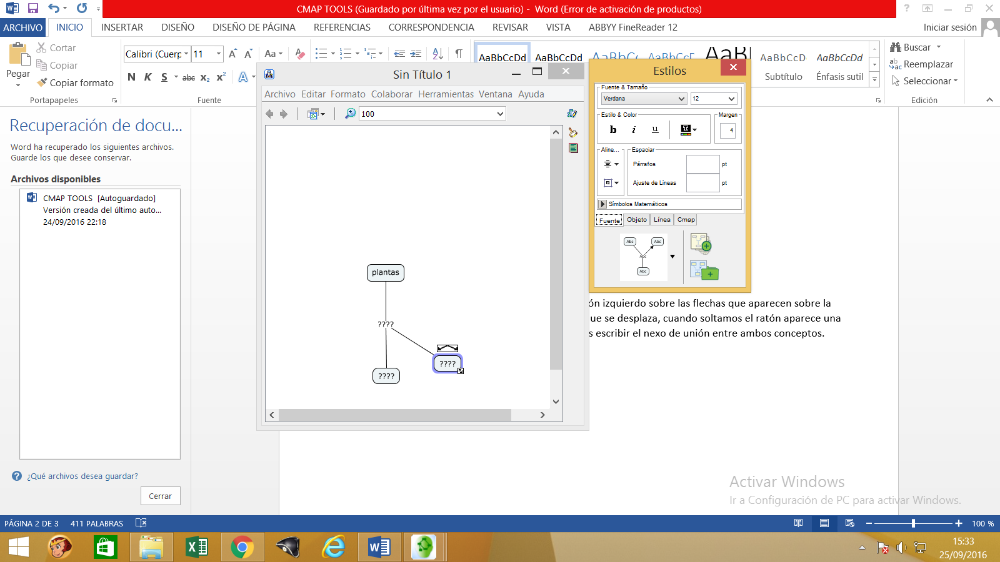 CMAP TOOLS (Guardado por última vez por el usuario) - Word (Error de activación de productos)
ARCHIVO INICIO INSERTAR DISEÑO DISEÑO DE PÁGINA REFERENCIAS CORRESPONDENCIA REVISAR VISTA ABBYY FineReader 12 Iniciar sesión
Pegar
Cortar
Copiar
Copiar formato
Portapapeles
Calibri (Cuerp 11
N K S abc x₂ x² A
Fuente
AaBbCcDd AaBbCcDd AaBbCc AaBbCcD AaB AaBbCcD AaBbCcDd
Subtítulo Énfasis sutil
Buscar
Reemplazar
Seleccionar
Edición
Recuperación de docu...
Word ha recuperado los siguientes archivos.
Guarde los que desee conservar.
Archivos disponibles
CMAP TOOLS [Autoguardado]
Versión creada del último auto...
24/09/2016 22:18
¿Qué archivos desea guardar?
Cerrar
Sin Título 1
Archivo Editar Formato Colaborar Herramientas Ventana Ayuda
100
plantas
????
????
????
Estilos
Fuente & Tamaño
Verdana 12
Estilo & Color Margen
b i u T 4
Aline... Espaciar
Párrafos pt
Ajuste de Líneas pt
Símbolos Matemáticos
Fuente Objeto Línea Cmap
Abc Abc
Abc
Abc
ón izquierdo sobre las flechas que aparecen sobre la
ue se desplaza, cuando soltamos el ratón aparece una
s escribir el nexo de unión entre ambos conceptos.
Activar Windows
Ir a Configuración de PC para activar Windows.
PÁGINA 2 DE 3 411 PALABRAS 100 %
15:33
25/09/2016